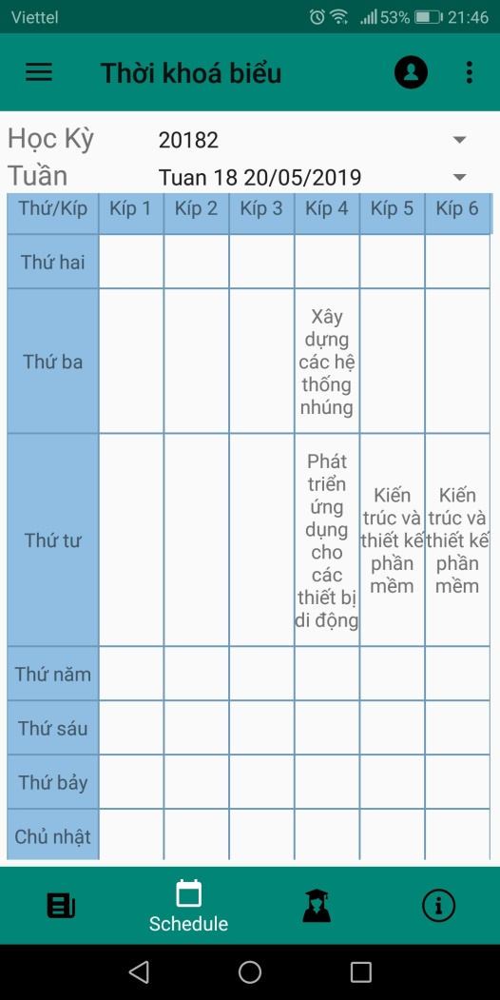 Viettel 53% 21:46
Thời khoá biểu
Học Kỳ 20182
Tuần Tuan 18 20/05/2019
Thứ/Kíp Kíp 1 Kíp 2 Kíp 3 Kíp 4 Kíp 5 Kíp 6
Thứ hai
Thứ ba
Xây
dựng
các hệ
thống
nhúng
Thứ tư
Phát
triển
ứng
dụng
cho
các
thiết bị
di động
Kiến
trúc và
thiết kế
phần
mềm
Kiến
trúc và
thiết kế
phần
mềm
Thứ năm
Thứ sáu
Thứ bảy
Chủ nhật
Schedule